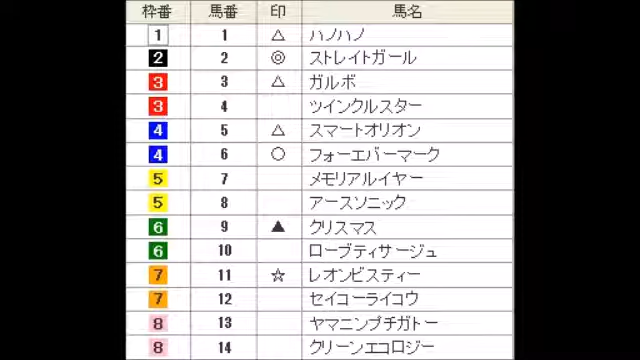 枠番 馬番 印 馬名
1 1 △ ハノハノ
2 2 ◎ ストレイトガール
3 3 △ ガルボ
3 4 ツインクルスター
4 5 △ スマートオリオン
4 6 ○ フォーエバーマーク
5 7 メモリアルイヤー
5 8 アースソニック
6 9 ▲ クリスマス
6 10 ローブティサージュ
7 11 ☆ レオンビスティー
7 12 セイコーライコウ
8 13 ヤマニンプチガトー
8 14 クリーンエコロジー